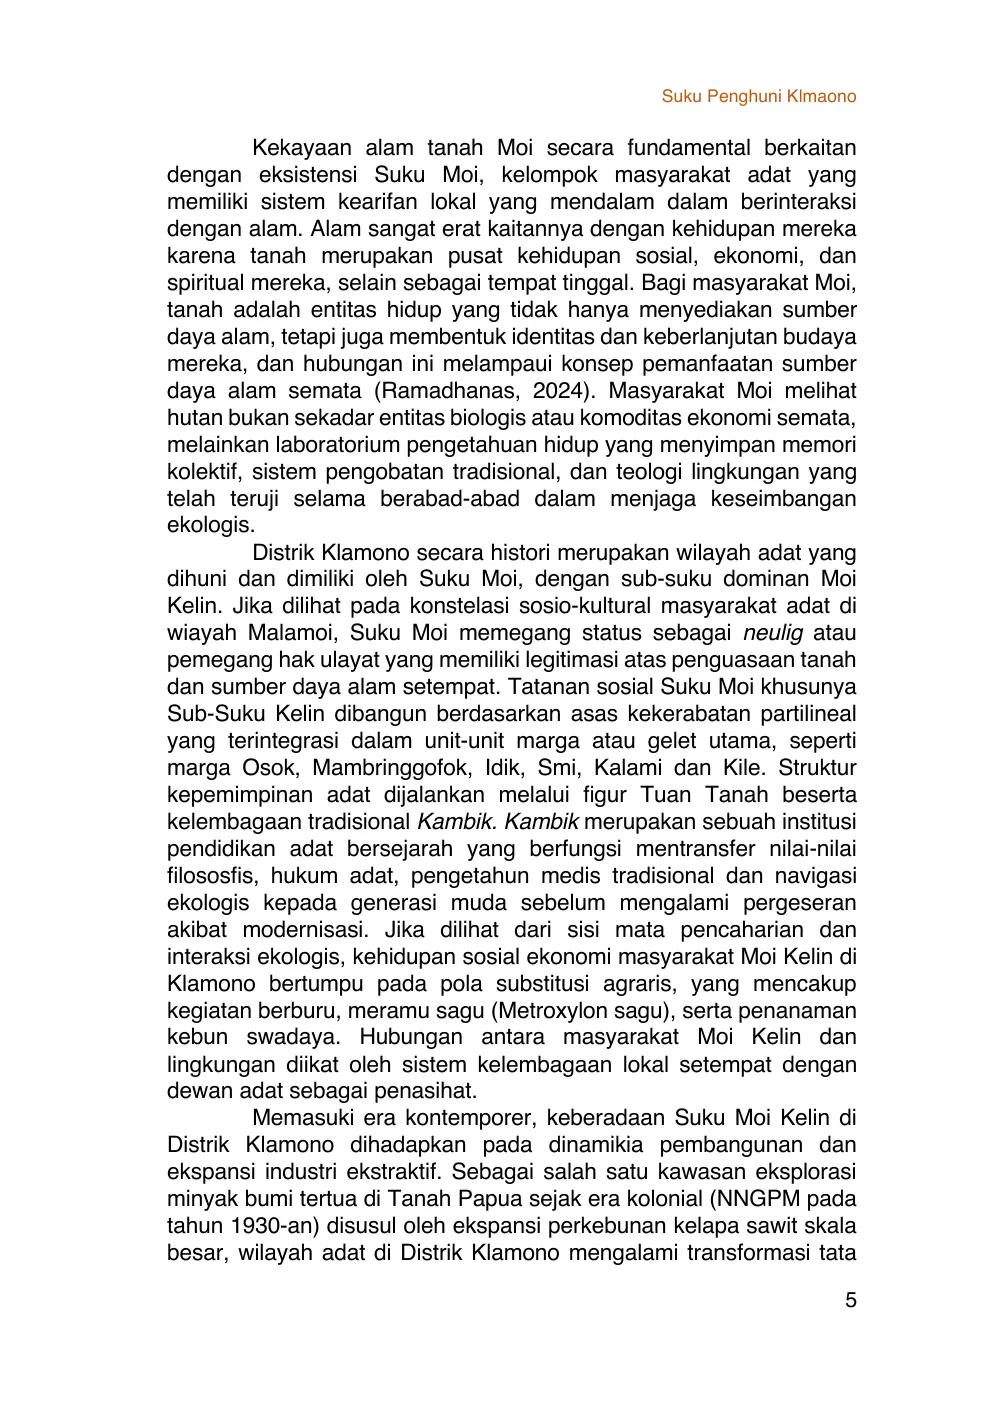 Suku Penghuni Klmaono
Kekayaan alam tanah Moi secara fundamental berkaitan
dengan eksistensi Suku Moi, kelompok masyarakat adat yang
memiliki sistem kearifan lokal yang mendalam dalam berinteraksi
dengan alam. Alam sangat erat kaitannya dengan kehidupan mereka
karena tanah merupakan pusat kehidupan sosial, ekonomi, dan
spiritual mereka, selain sebagai tempat tinggal. Bagi masyarakat Moi,
tanah adalah entitas hidup yang tidak hanya menyediakan sumber
daya alam, tetapi juga membentuk identitas dan keberlanjutan budaya
mereka, dan hubungan ini melampaui konsep pemanfaatan sumber
daya alam semata (Ramadhanas, 2024). Masyarakat Moi melihat
hutan bukan sekadar entitas biologis atau komoditas ekonomi semata,
melainkan laboratorium pengetahuan hidup yang menyimpan memori
kolektif, sistem pengobatan tradisional, dan teologi lingkungan yang
telah teruji selama berabad-abad dalam menjaga keseimbangan
ekologis.
Distrik Klamono secara histori merupakan wilayah adat yang
dihuni dan dimiliki oleh Suku Moi, dengan sub-suku dominan Moi
Kelin. Jika dilihat pada konstelasi sosio-kultural masyarakat adat di
wiayah Malamoi, Suku Moi memegang status sebagai neulig atau
pemegang hak ulayat yang memiliki legitimasi atas penguasaan tanah
dan sumber daya alam setempat. Tatanan sosial Suku Moi khusunya
Sub-Suku Kelin dibangun berdasarkan asas kekerabatan partilineal
yang terintegrasi dalam unit-unit marga atau gelet utama, seperti
marga Osok, Mambringgofok, Idik, Smi, Kalami dan Kile. Struktur
kepemimpinan adat dijalankan melalui figur Tuan Tanah beserta
kelembagaan tradisional Kambik. Kambik merupakan sebuah institusi
pendidikan adat bersejarah yang berfungsi mentransfer nilai-nilai
filososfis, hukum adat, pengetahun medis tradisional dan navigasi
ekologis kepada generasi muda sebelum mengalami pergeseran
akibat modernisasi. Jika dilihat dari sisi mata pencaharian dan
interaksi ekologis, kehidupan sosial ekonomi masyarakat Moi Kelin di
Klamono bertumpu pada pola substitusi agraris, yang mencakup
kegiatan berburu, meramu sagu (Metroxylon sagu), serta penanaman
kebun swadaya. Hubungan antara masyarakat Moi Kelin dan
lingkungan diikat oleh sistem kelembagaan lokal setempat dengan
dewan adat sebagai penasihat.
Memasuki era kontemporer, keberadaan Suku Moi Kelin di
Distrik Klamono dihadapkan pada dinamikia pembangunan dan
ekspansi industri ekstraktif. Sebagai salah satu kawasan eksplorasi
minyak bumi tertua di Tanah Papua sejak era kolonial (NNGPM pada
tahun 1930-an) disusul oleh ekspansi perkebunan kelapa sawit skala
besar, wilayah adat di Distrik Klamono mengalami transformasi tata
5